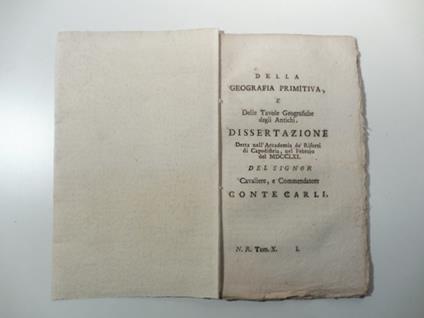 DELLA
GEOGRAFIA PRIMITIVA,
E
Delle Tavole Geografiche
degli Antichi.
DISSERTAZIONE
Detta nell'Accademia de' Risorti
di Capodistria, nel Febrajo
del MDCCLXI.
DEL SIGNOR
Cavaliere, e Commendatore
CONTE CARLI.
N. R. Tom. X. I.